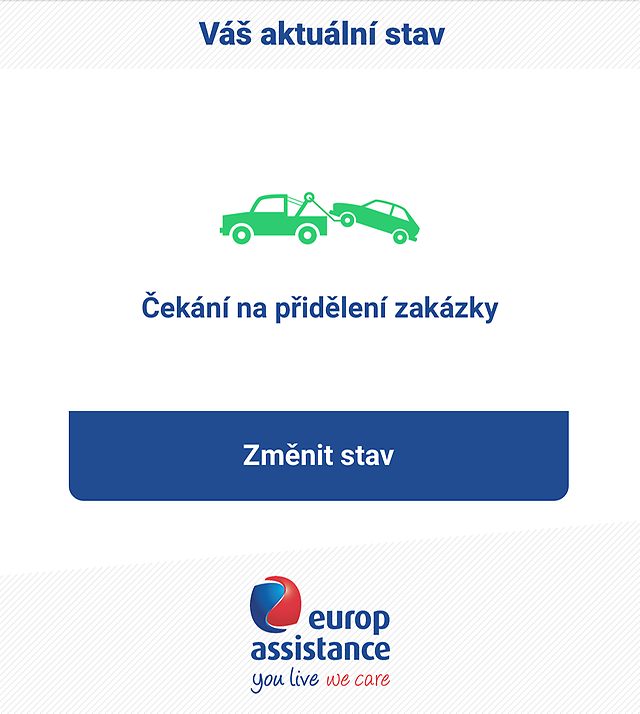 Váš aktuální stav
Čekání na přidělení zakázky
Změnit stav
europ
assistance
you live we care